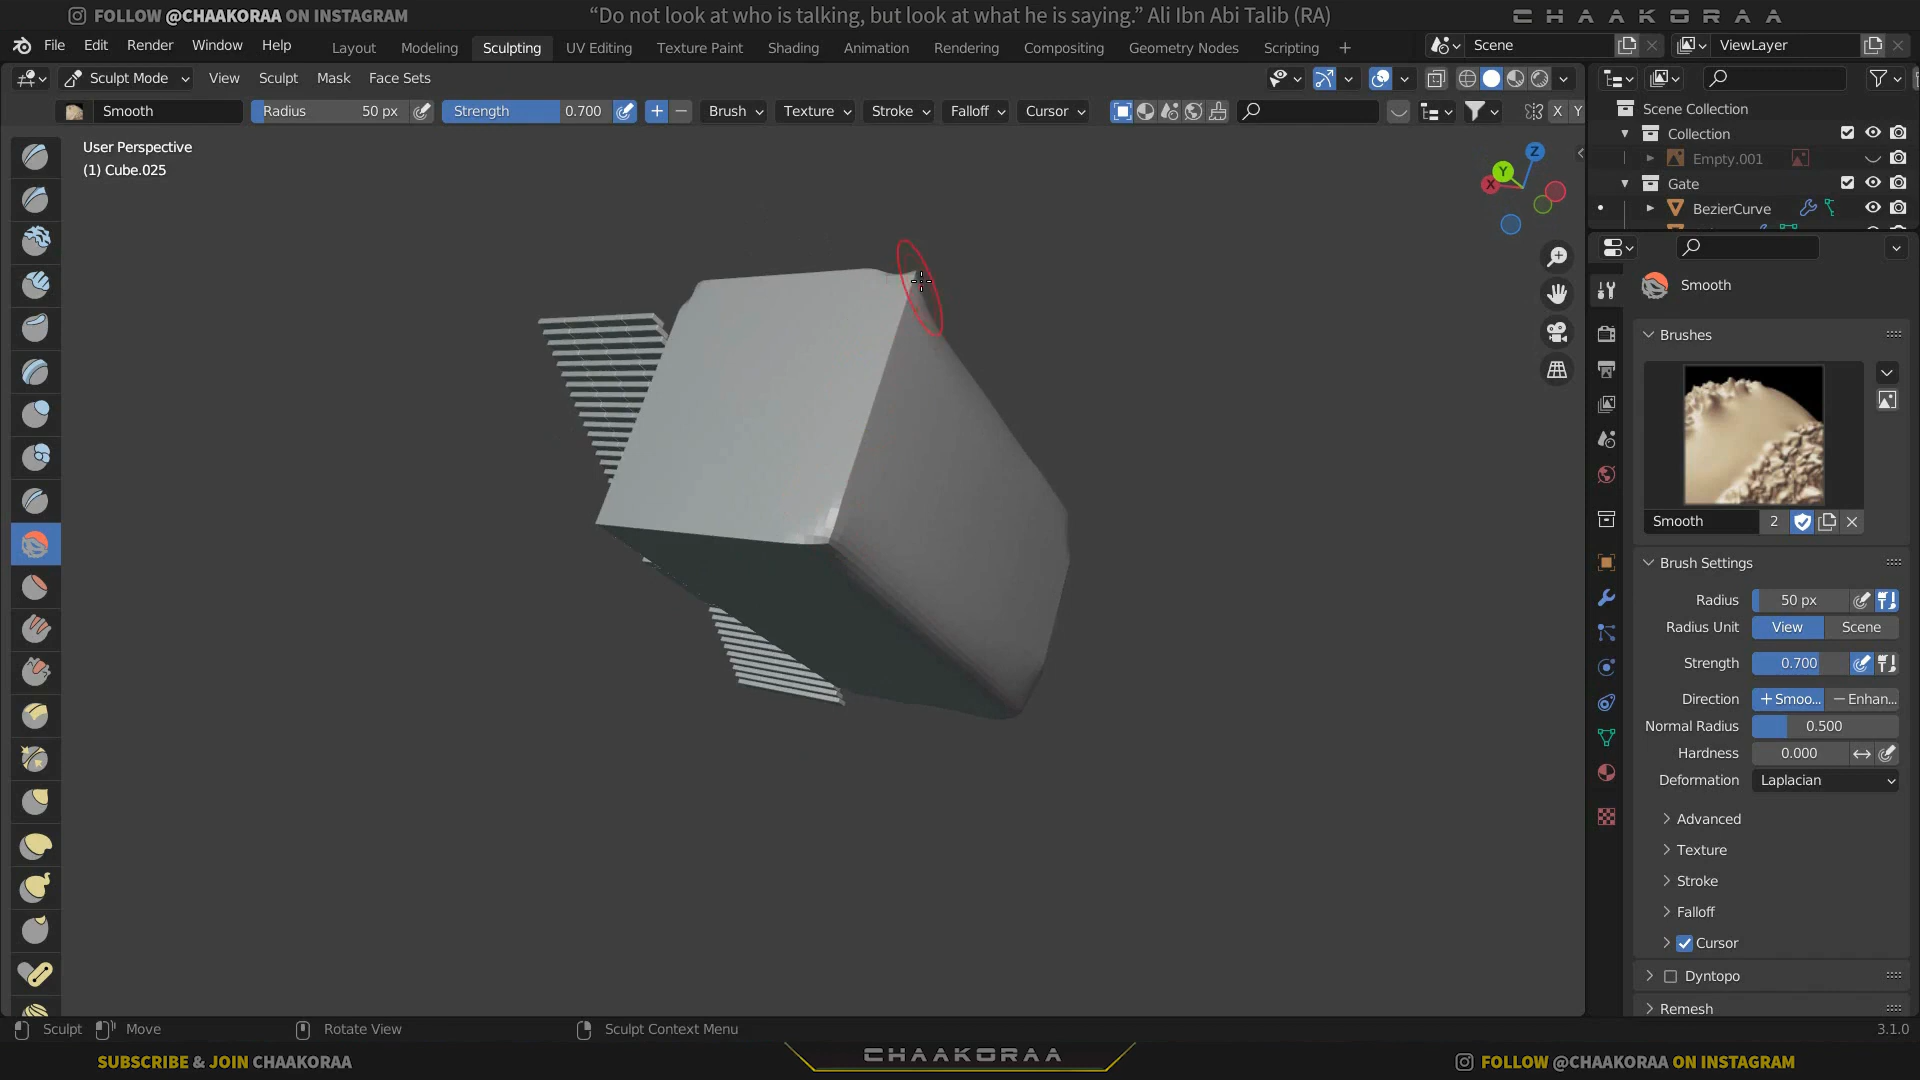 FOLLOW @CHAAKORAA ON INSTAGRAM
“Do not look at who is talking, but look at what he is saying.” Ali Ibn Abi Talib (RA)
CHAAKORAA
File Edit Render Window Help
Layout Modeling Sculpting UV Editing Texture Paint Shading Animation Rendering Compositing Geometry Nodes Scripting +
Scene
ViewLayer
Sculpt Mode View Sculpt Mask Face Sets
Smooth Radius 50 px Strength 0.700 Brush Texture Stroke Falloff Cursor X Y
Scene Collection
Collection
Empty.001
Gate
BezierCurve
User Perspective
(1) Cube.025
Z
Y
X
Smooth
Brushes
Smooth 2
Brush Settings
Radius 50 px
Radius Unit View Scene
Strength 0.700
Direction +Smoo... −Enhan...
Normal Radius 0.500
Hardness 0.000
Deformation Laplacian
Advanced
Texture
Stroke
Falloff
Cursor
Dyntopo
Remesh
Sculpt Move Rotate View Sculpt Context Menu 3.1.0
SUBSCRIBE & JOIN CHAAKORAA
CHAAKORAA
FOLLOW @CHAAKORAA ON INSTAGRAM